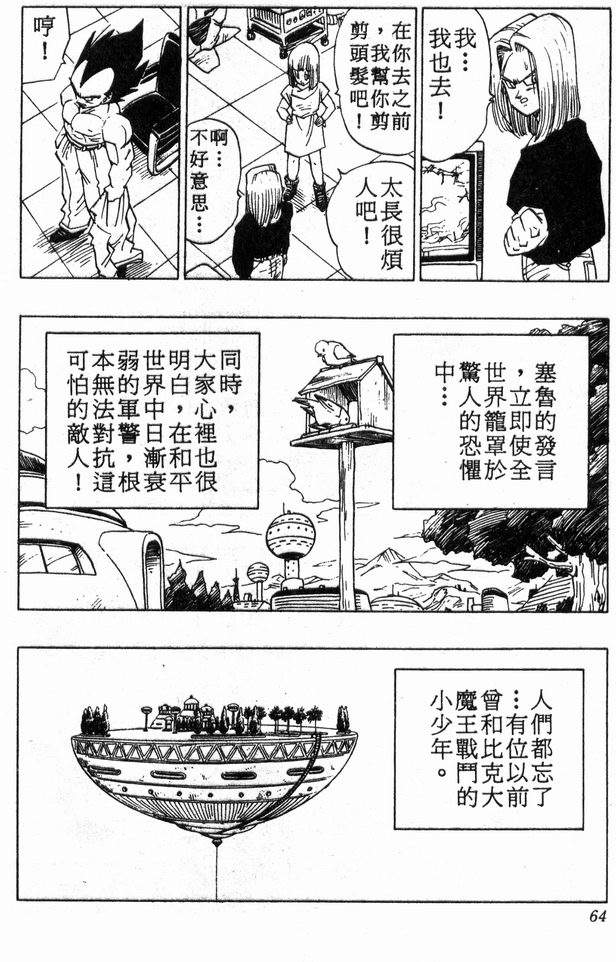 我…
我也去！
在你去之前
，我幫你剪
剪頭髮吧！
太長很煩
人吧！
啊…
不好意思…
哼！
塞魯的發言
，立即使全
世界籠罩於
驚人的恐懼
中…
同時，
大家心裡也很
明白，在和平
世界中日漸衰
弱的軍警，根
本無法對抗這
可怕的敵人！
人們都忘了
…有位以前
曾和比克大
魔王戰鬥的
小少年。
64